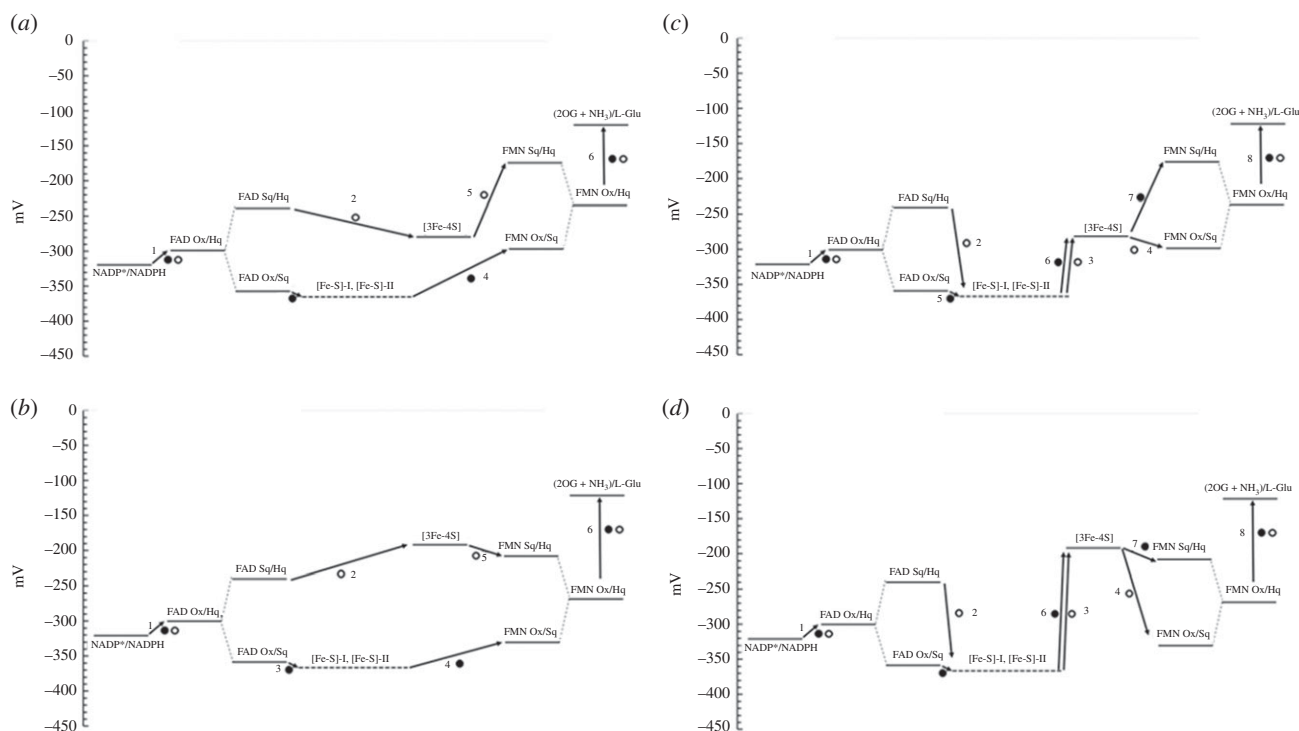 (a)
0
–50
–100
–150
–200
–250
–300
–350
–400
–450
mV
(2OG + NH3)/L-Glu
6
FMN Sq/Hq
5
FMN Ox/Hq
FAD Sq/Hq
2
[3Fe-4S]
FMN Ox/Sq
1
FAD Ox/Hq
NADP*/NADPH
4
FAD Ox/Sq
[Fe-S]-I, [Fe-S]-II
(c)
0
–50
–100
–150
–200
–250
–300
–350
–400
–450
mV
(2OG + NH3)/L-Glu
8
FMN Sq/Hq
7
FMN Ox/Hq
FAD Sq/Hq
[3Fe-4S]
2
4
FMN Ox/Sq
1
FAD Ox/Hq
6
3
NADP*/NADPH
FAD Ox/Sq
[Fe-S]-I, [Fe-S]-II
5
(b)
0
–50
–100
–150
–200
–250
–300
–350
–400
–450
mV
(2OG + NH3)/L-Glu
6
[3Fe-4S]
FMN Sq/Hq
5
FAD Sq/Hq
2
FMN Ox/Hq
FAD Ox/Hq
1
NADP*/NADPH
FMN Ox/Sq
FAD Ox/Sq
[Fe-S]-I, [Fe-S]-II
3
4
(d)
0
–50
–100
–150
–200
–250
–300
–350
–400
–450
mV
(2OG + NH3)/L-Glu
8
[3Fe-4S]
7
FMN Sq/Hq
4
FAD Sq/Hq
FMN Ox/Hq
2
6
3
FAD Ox/Hq
1
NADP*/NADPH
FMN Ox/Sq
FAD Ox/Sq
[Fe-S]-I, [Fe-S]-II